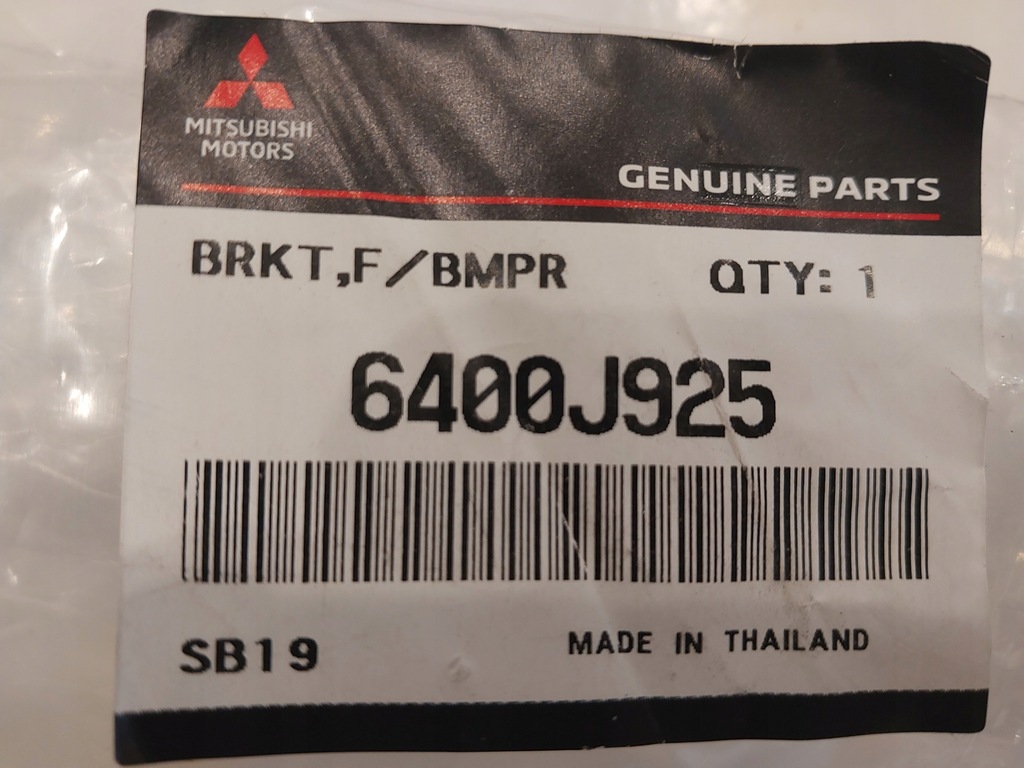 MITSUBISHI
MOTORS
GENUINE PARTS
BRKT,F/BMPR QTY: 1
6400J925
SB19 MADE IN THAILAND